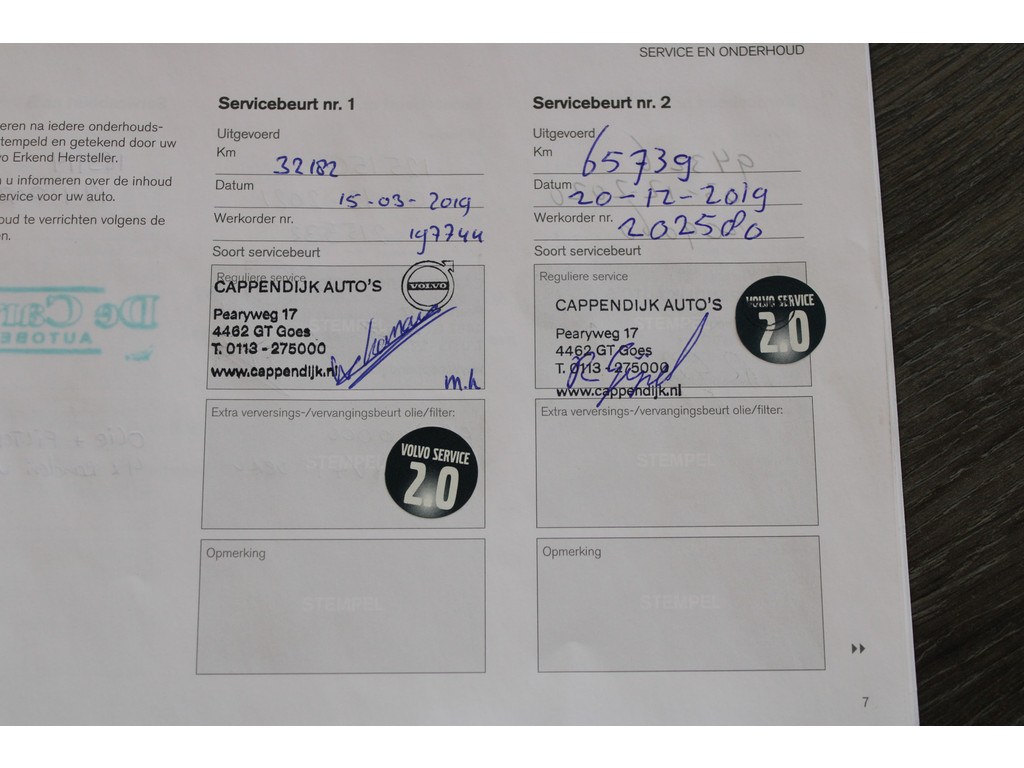 SERVICE EN ONDERHOUD
eren na iedere onderhouds-
tempeld en getekend door uw
vo Erkend Hersteller.
u informeren over de inhoud
ervice voor uw auto.
oud te verrichten volgens de
en.
Servicebeurt nr. 1
Uitgevoerd
Km 32182
Datum 15-03-2019
Werkorder nr. 197744
Soort servicebeurt
Reguliere service
CAPPENDIJK AUTO'S
VOLVO
Pearyweg 17
4462 GT Goes
T. 0113 - 275000
www.cappendijk.nl
m.h
Extra verversings-/vervangingsbeurt olie/filter:
STEMPEL
VOLVO SERVICE
2.0
Opmerking
STEMPEL
Servicebeurt nr. 2
Uitgevoerd
Km 65739
Datum 20-12-2019
Werkorder nr. 202580
Soort servicebeurt
Reguliere service
CAPPENDIJK AUTO'S
Pearyweg 17
4462 GT Goes
T. 0113 - 275000
www.cappendijk.nl
VOLVO SERVICE
2.0
Extra verversings-/vervangingsbeurt olie/filter:
STEMPEL
Opmerking
STEMPEL
7